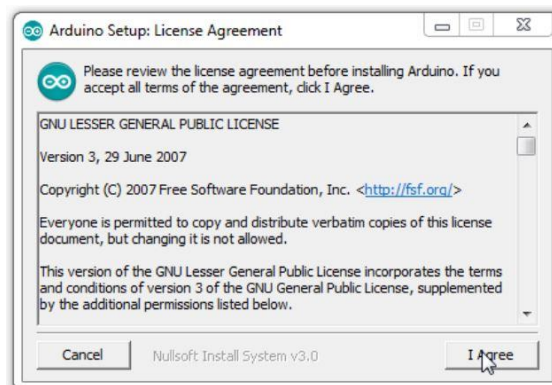 Arduino Setup: License Agreement
Please review the license agreement before installing Arduino. If you
accept all terms of the agreement, click I Agree.
GNU LESSER GENERAL PUBLIC LICENSE
Version 3, 29 June 2007
Copyright (C) 2007 Free Software Foundation, Inc. <http://fsf.org/>
Everyone is permitted to copy and distribute verbatim copies of this license
document, but changing it is not allowed.
This version of the GNU Lesser General Public License incorporates the terms
and conditions of version 3 of the GNU General Public License, supplemented
by the additional permissions listed below.
Cancel
Nullsoft Install System v3.0
I Agree